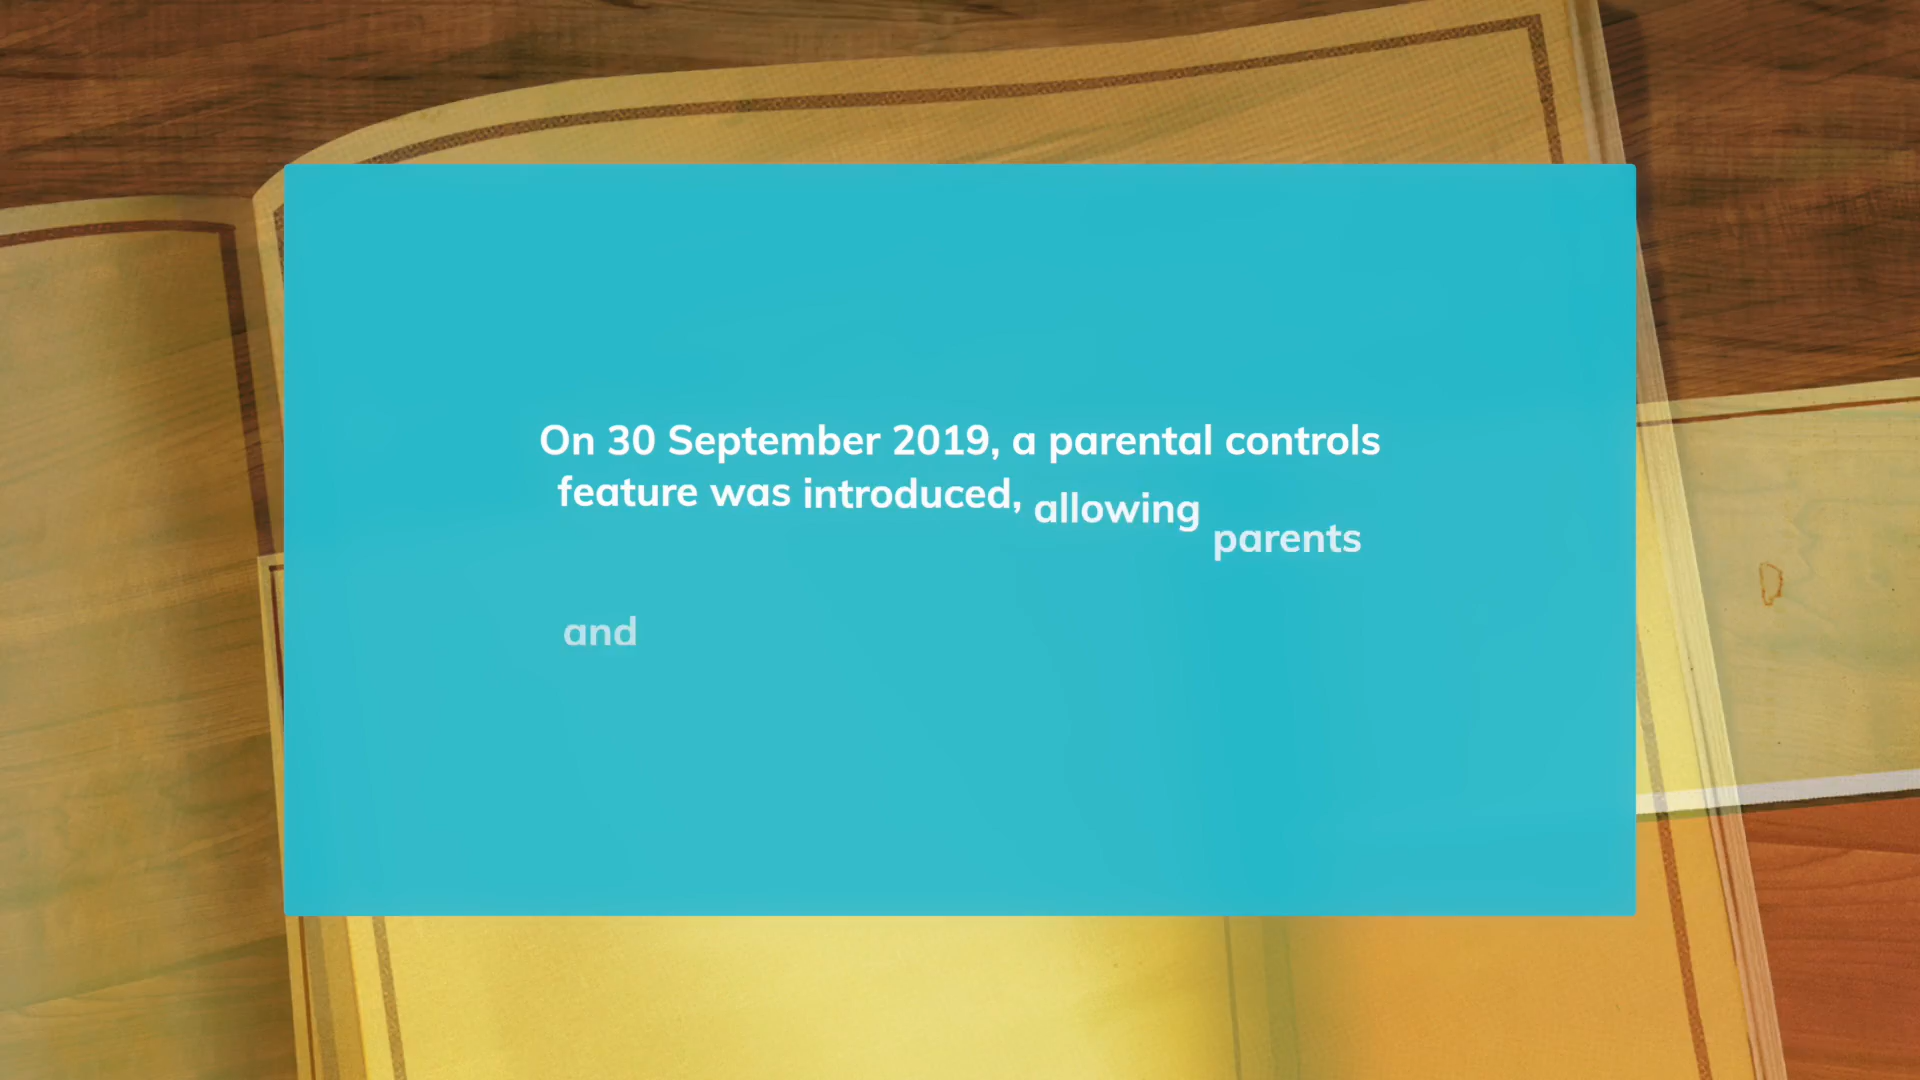 On 30 September 2019, a parental controls
feature was introduced, allowing parents
and